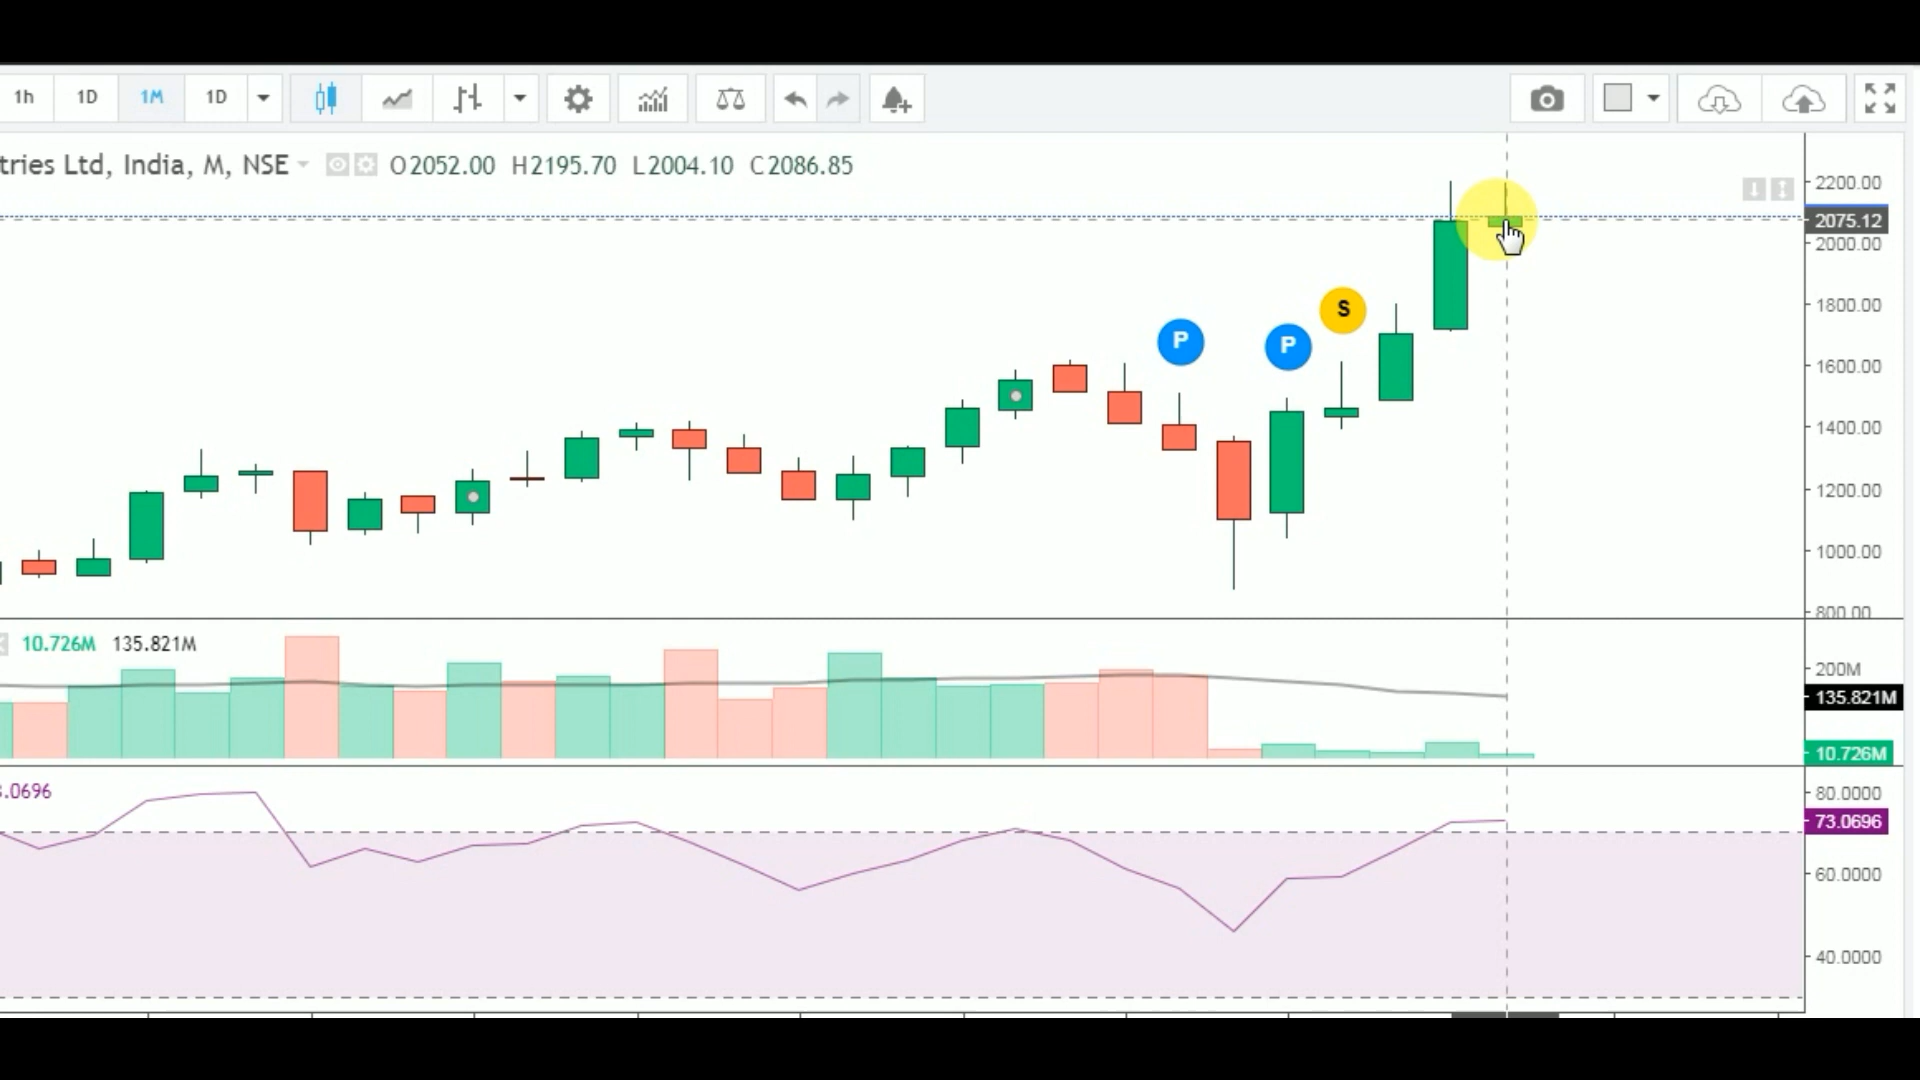 1h 1D 1M 1D
tries Ltd, India, M, NSE O2052.00 H2195.70 L2004.10 C2086.85
2200.00
2075.12
2000.00
S
1800.00
P P
1600.00
1400.00
1200.00
1000.00
800.00
10.726M 135.821M
200M
135.821M
10.726M
.0696
80.0000
73.0696
60.0000
40.0000